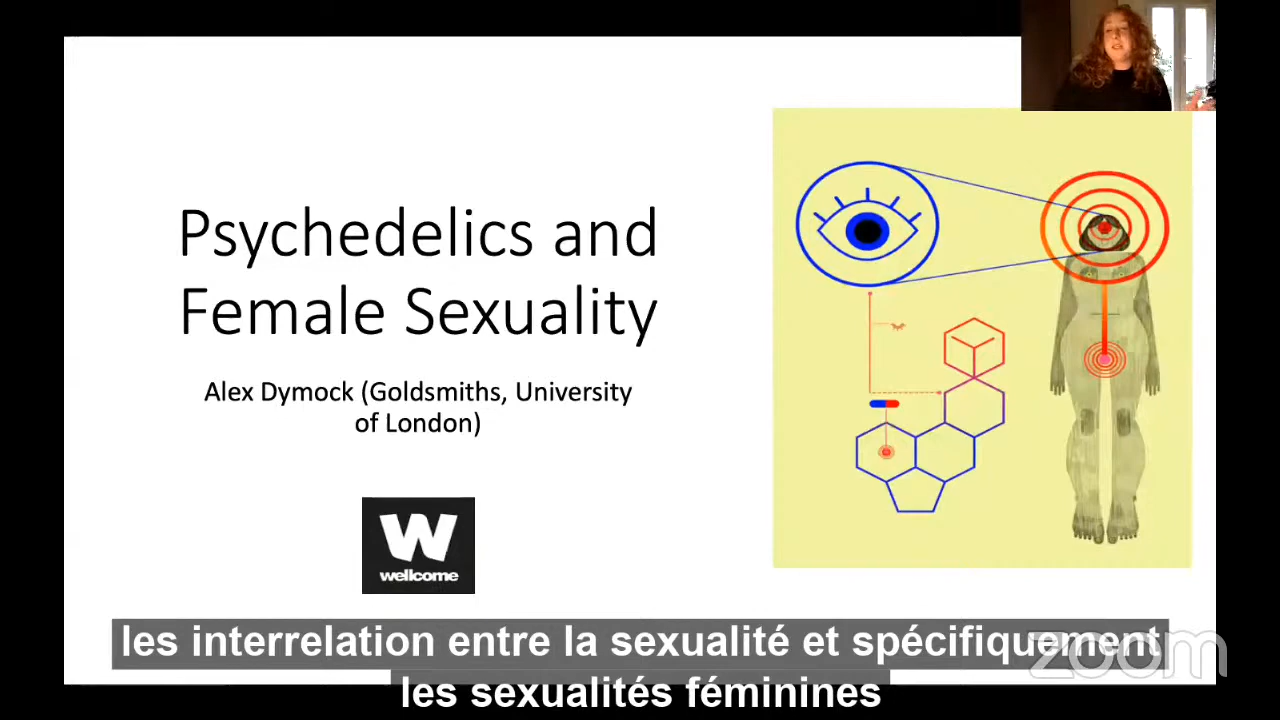 Psychedelics and
Female Sexuality
Alex Dymock (Goldsmiths, University
of London)
W
wellcome
les interrelation entre la sexualité et spécifiquement
les sexualités féminines
zoom